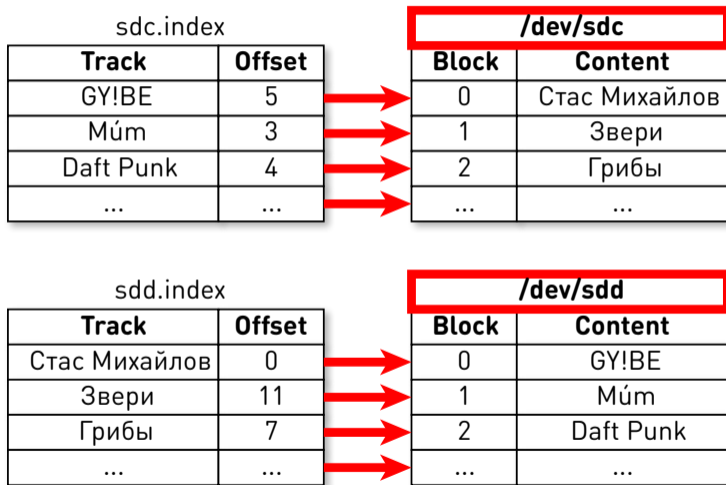 sdc.index /dev/sdc
Track Offset Block Content
GY!BE 5 0 Стас Михайлов
Múm 3 1 Звери
Daft Punk 4 2 Грибы
... ... ... ...
sdd.index /dev/sdd
Track Offset Block Content
Стас Михайлов 0 0 GY!BE
Звери 11 1 Múm
Грибы 7 2 Daft Punk
... ... ... ...